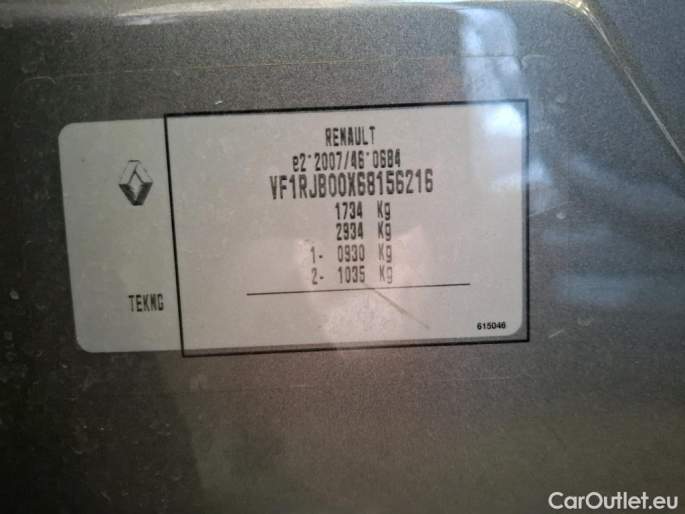 RENAULT
e2*2007/46*0684
VF1RJB00X68156216
1734 Kg
2934 Kg
1- 0930 Kg
2- 1035 Kg
TEKNG
615046
CarOutlet.eu